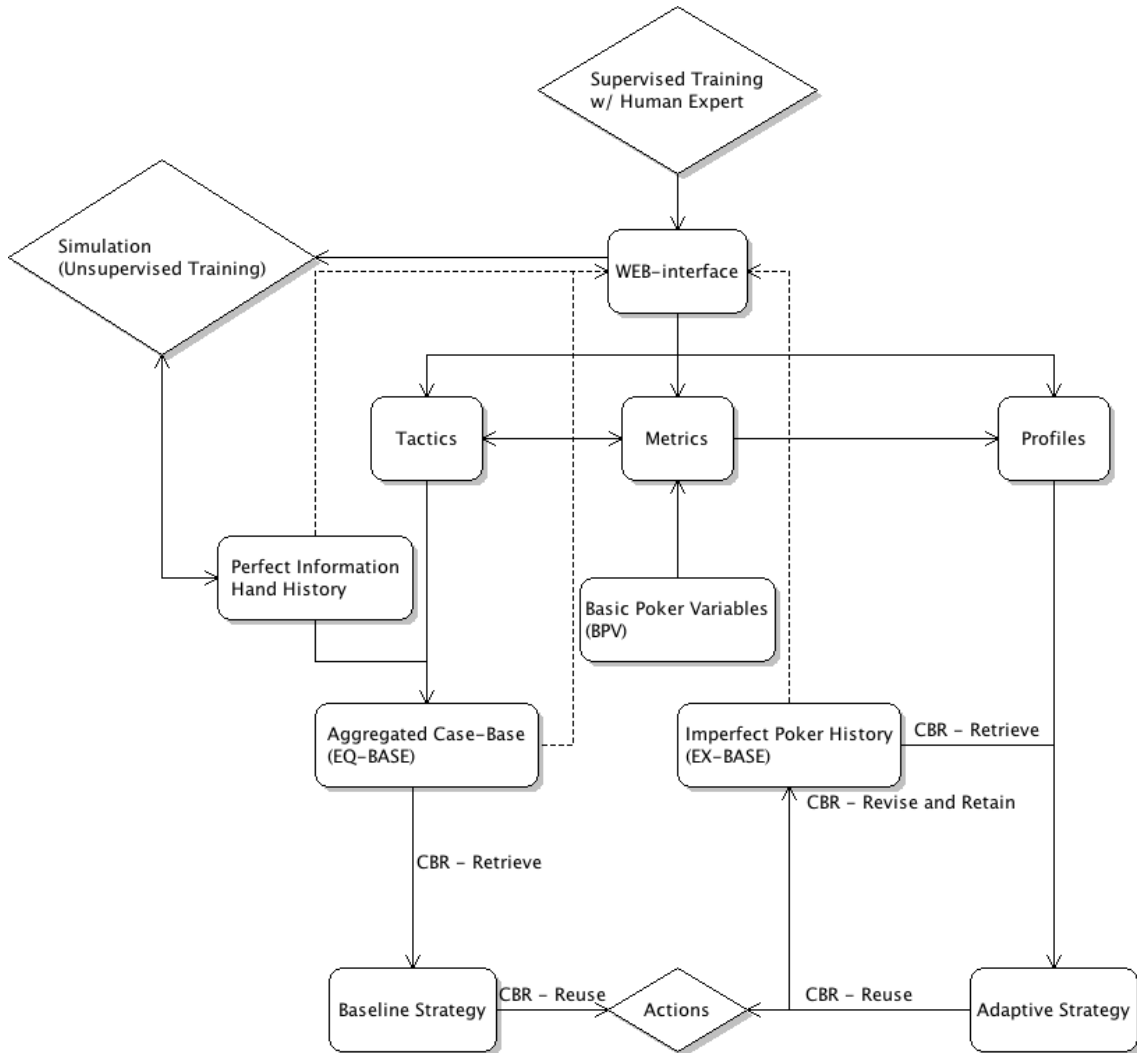 Supervised Training
w/ Human Expert
Simulation
(Unsupervised Training)
WEB-interface
Tactics
Metrics
Profiles
Perfect Information
Hand History
Basic Poker Variables
(BPV)
Aggregated Case-Base
(EQ-BASE)
Imperfect Poker History
(EX-BASE)
CBR - Retrieve
CBR - Revise and Retain
CBR - Retrieve
Baseline Strategy
CBR - Reuse
Actions
CBR - Reuse
Adaptive Strategy